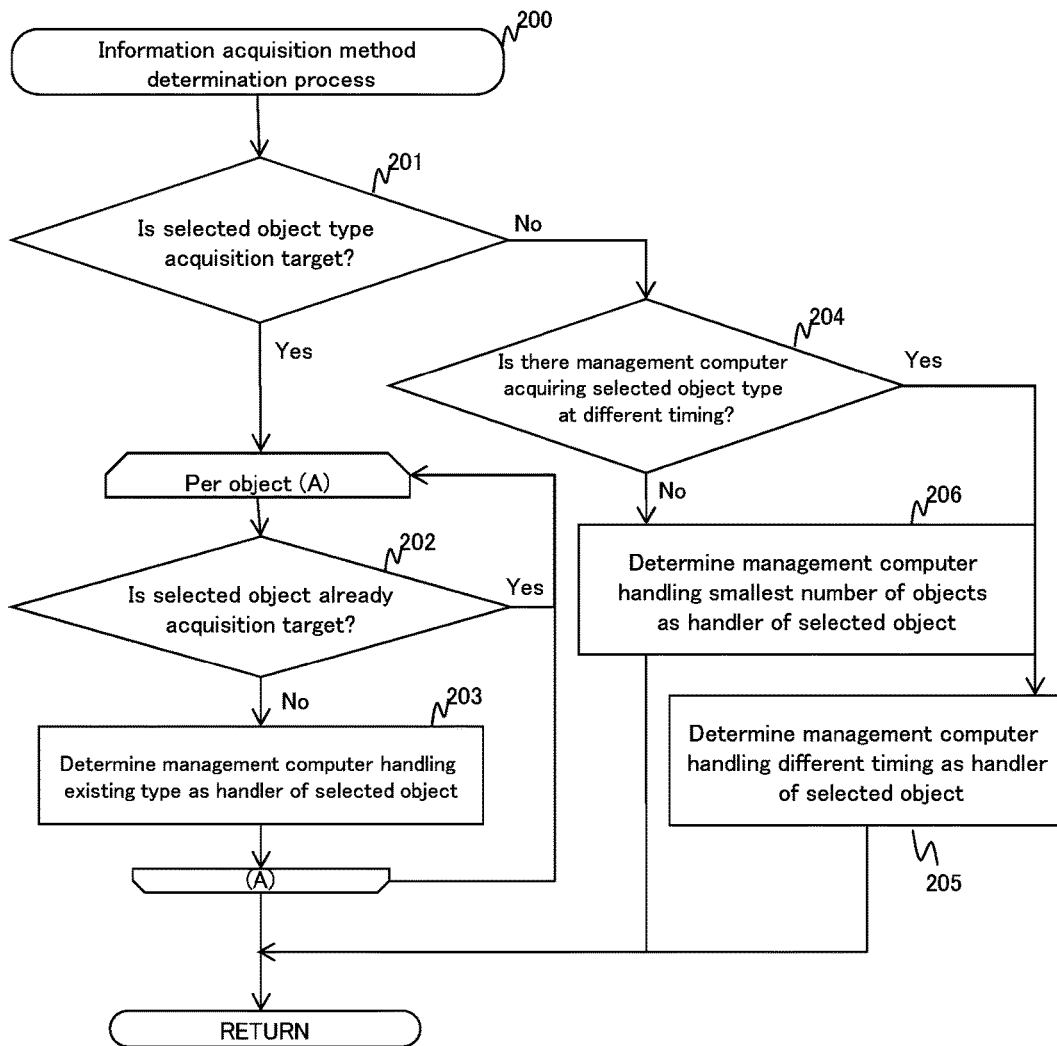 200
Information acquisition method
determination process
201
Is selected object type
acquisition target?
No
Yes
204
Is there management computer
acquiring selected object type
at different timing?
Yes
No
Per object (A)
202
Is selected object already
acquisition target?
Yes
No
206
Determine management computer
handling smallest number of objects
as handler of selected object
203
Determine management computer handling
existing type as handler of selected object
Determine management computer
handling different timing as handler
of selected object
205
(A)
RETURN